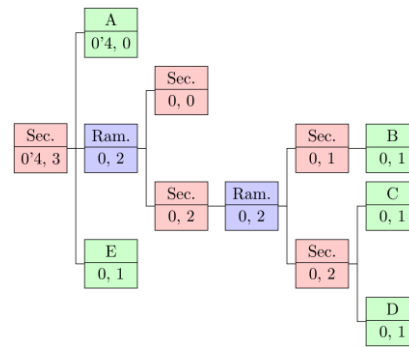 A
0'4, 0
Sec.
0, 0
Sec.
0'4, 3
Ram.
0, 2
Sec.
0, 1
B
0, 1
Sec.
0, 2
Ram.
0, 2
C
0, 1
E
0, 1
Sec.
0, 2
D
0, 1